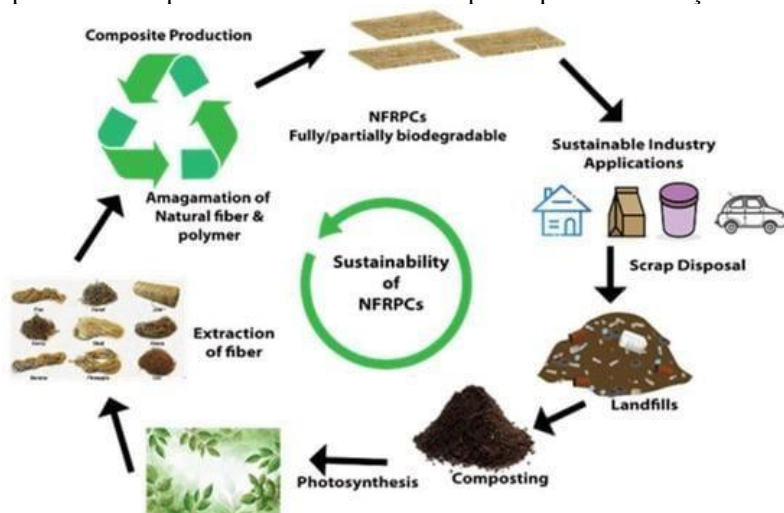 Composite Production
NFRPCs
Fully/partially biodegradable
Sustainable Industry
Applications
Amagamation of
Natural fiber &
polymer
Sustainability
of
NFRPCs
Scrap Disposal
Extraction
of fiber
Landfills
Composting
Photosynthesis